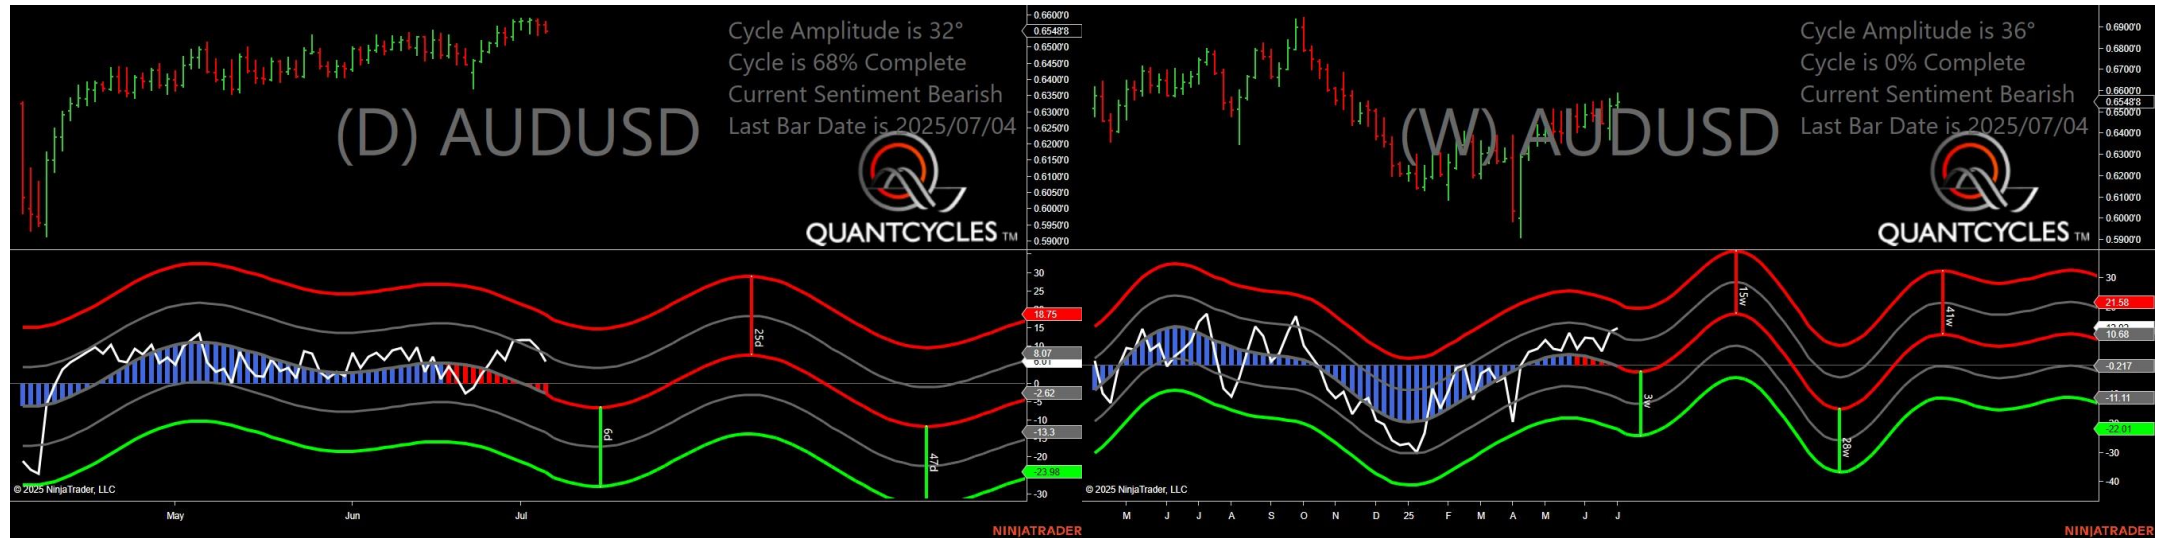 Cycle Amplitude is 32°
Cycle is 68% Complete
Current Sentiment Bearish
Last Bar Date is 2025/07/04
(D) AUDUSD
QUANTCYCLES TM
0.6600'0
0.6548'8
0.6500'0
0.6450'0
0.6400'0
0.6350'0
0.6300'0
0.6250'0
0.6200'0
0.6150'0
0.6100'0
0.6050'0
0.6000'0
0.5950'0
0.5900'0
30
25
18.75
15
8.07
0
-2.62
-5
-10
-13.3
-20
-23.98
-30
25d
6d
47d
© 2025 NinjaTrader, LLC
May Jun Jul
NINJATRADER
Cycle Amplitude is 36°
Cycle is 0% Complete
Current Sentiment Bearish
Last Bar Date is 2025/07/04
(W) AUDUSD
QUANTCYCLES TM
0.6900'0
0.6800'0
0.6700'0
0.6600'0
0.6548'8
0.6500'0
0.6400'0
0.6300'0
0.6200'0
0.6100'0
0.6000'0
0.5900'0
30
21.58
10.68
-0.217
-11.11
-22.01
-30
-40
15w
41w
3w
28w
© 2025 NinjaTrader, LLC
M J J A S O N D 25 F M A M J J
NINJATRADER